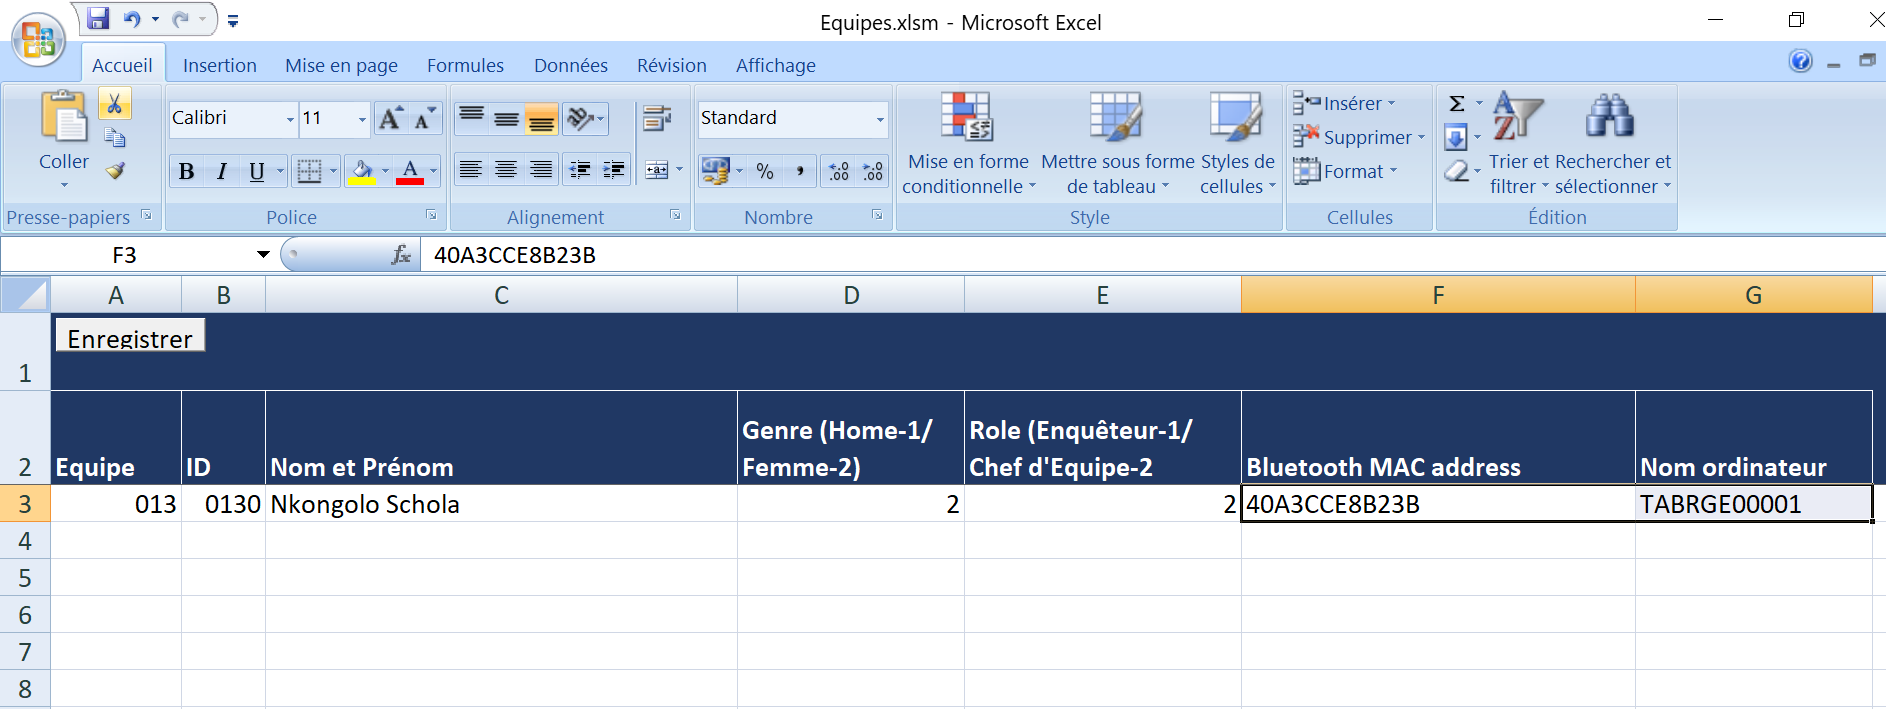 Equipes.xlsm - Microsoft Excel
Accueil Insertion Mise en page Formules Données Révision Affichage
Coller
Presse-papiers
Calibri 11
B I U
Police
Alignement
Standard
%
Nombre
Mise en forme
conditionnelle
Mettre sous forme
de tableau
Styles de
cellules
Style
Insérer
Supprimer
Format
Cellules
Σ
Trier et
filtrer
Rechercher et
sélectionner
Édition
F3 fx 40A3CCE8B23B
A B C D E F G
1 Enregistrer
2 Equipe ID Nom et Prénom
Genre (Home-1/
Femme-2)
Role (Enquêteur-1/
Chef d'Equipe-2
Bluetooth MAC address Nom ordinateur
3 013 0130 Nkongolo Schola 2 2 40A3CCE8B23B TABRGE00001
4
5
6
7
8